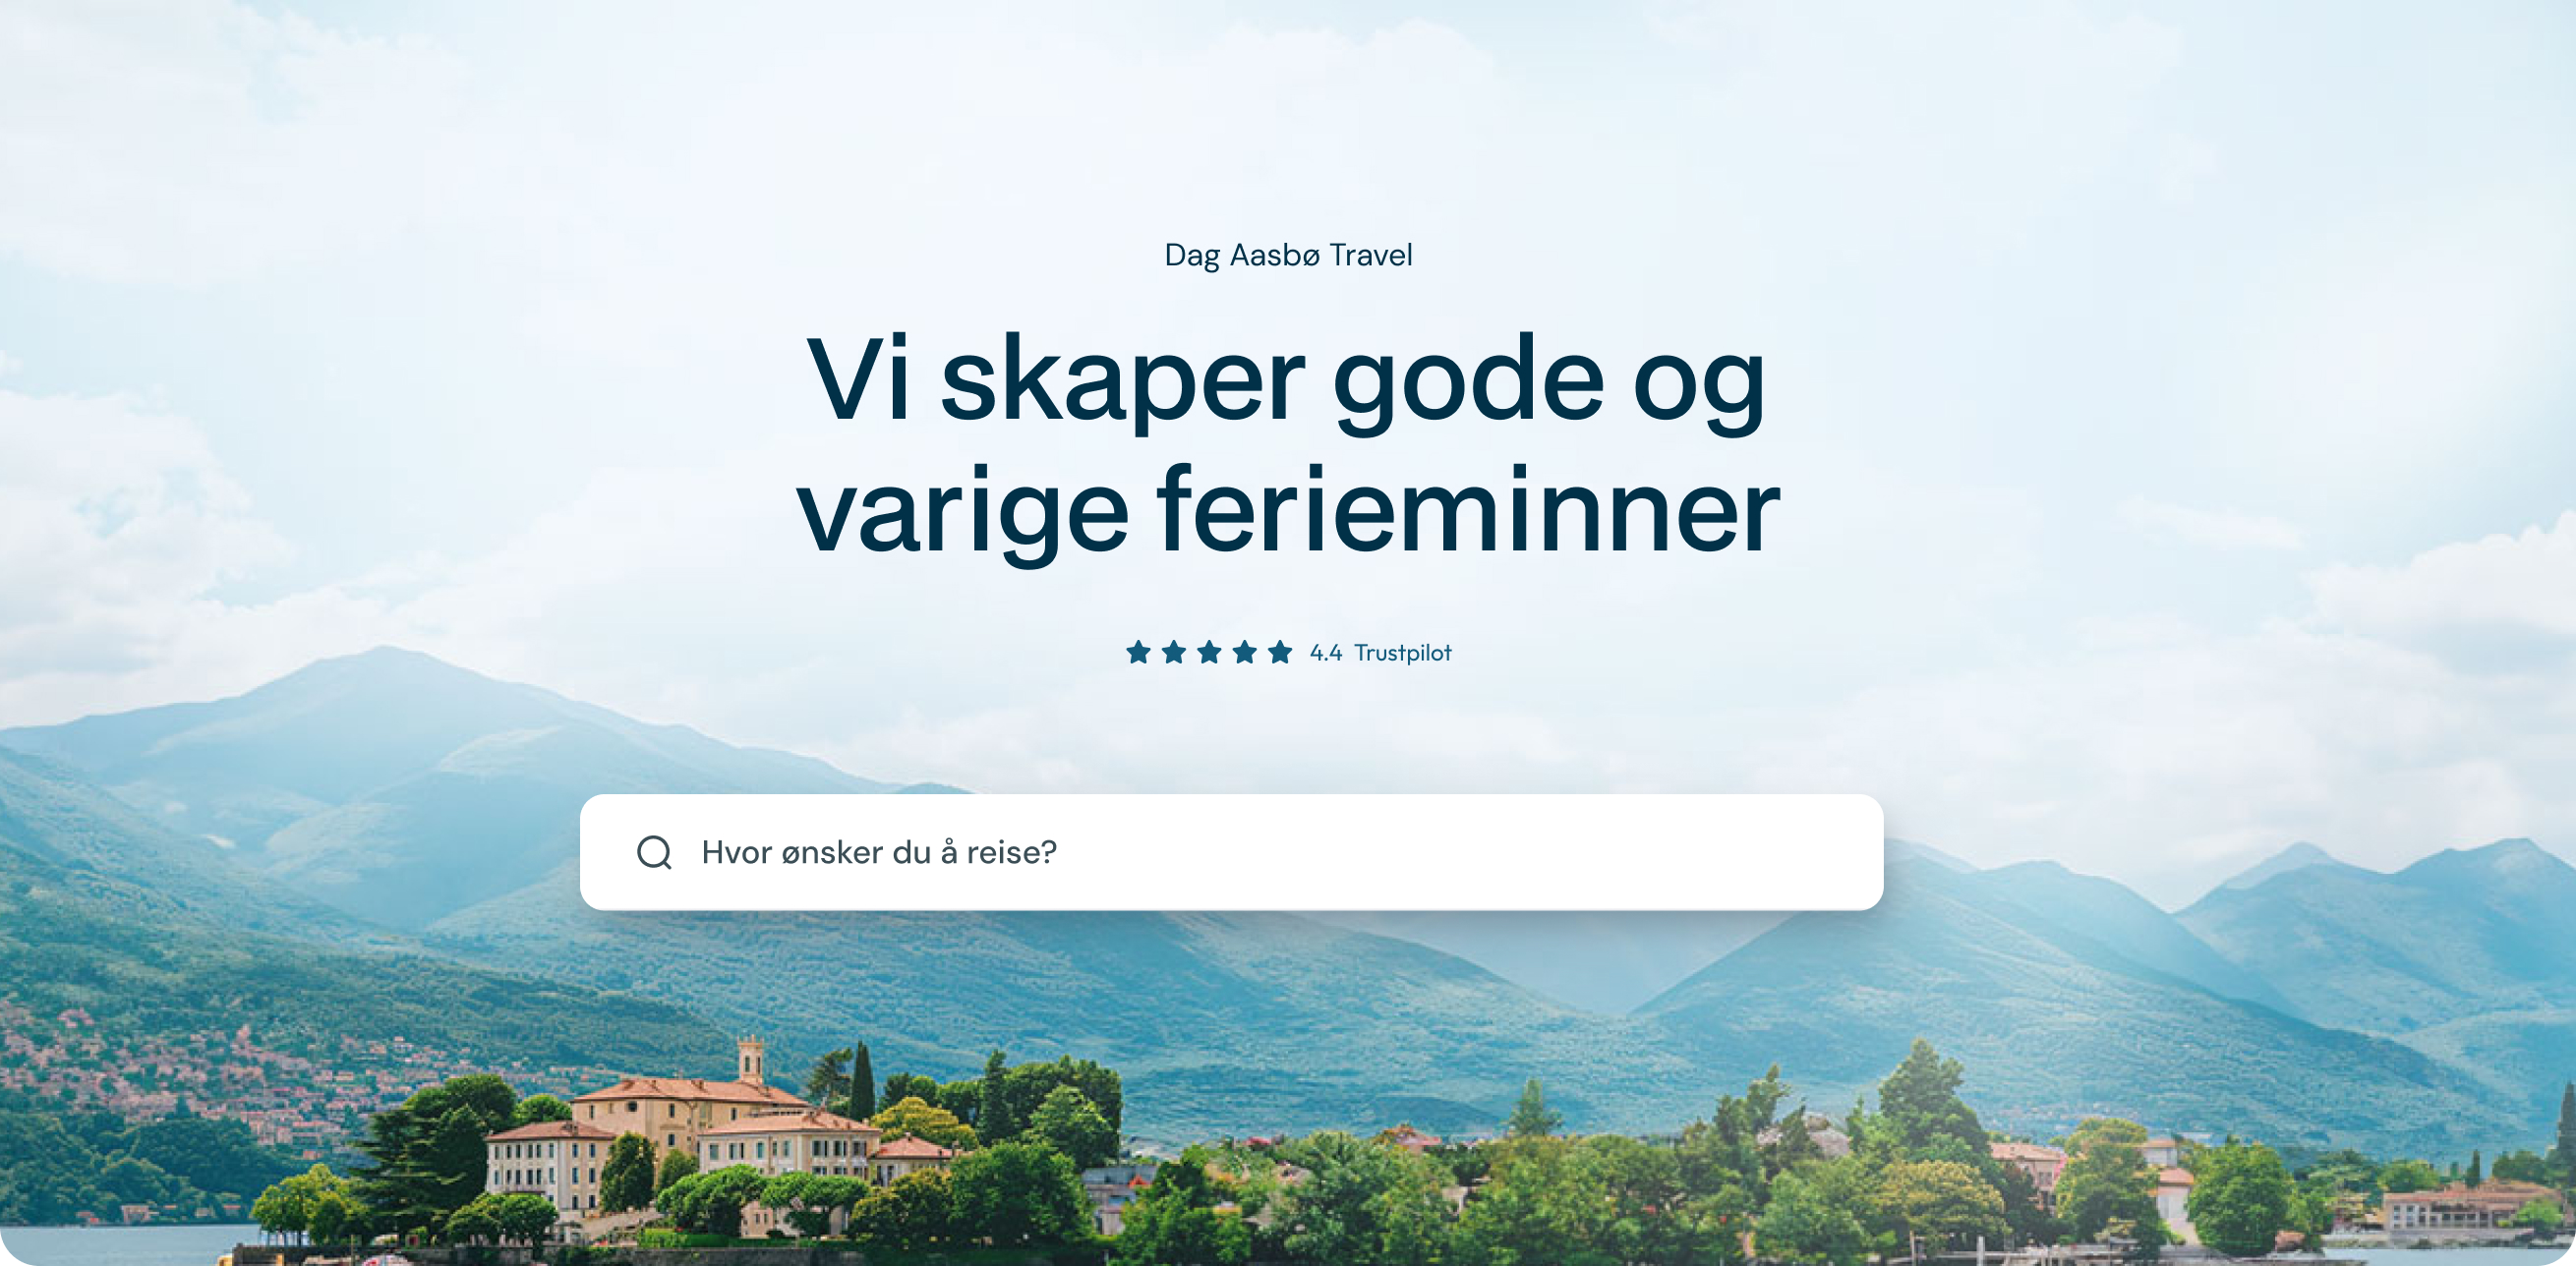 Dag Aasbø Travel
Vi skaper gode og
varige ferieminner
4.4 Trustpilot
Hvor ønsker du å reise?